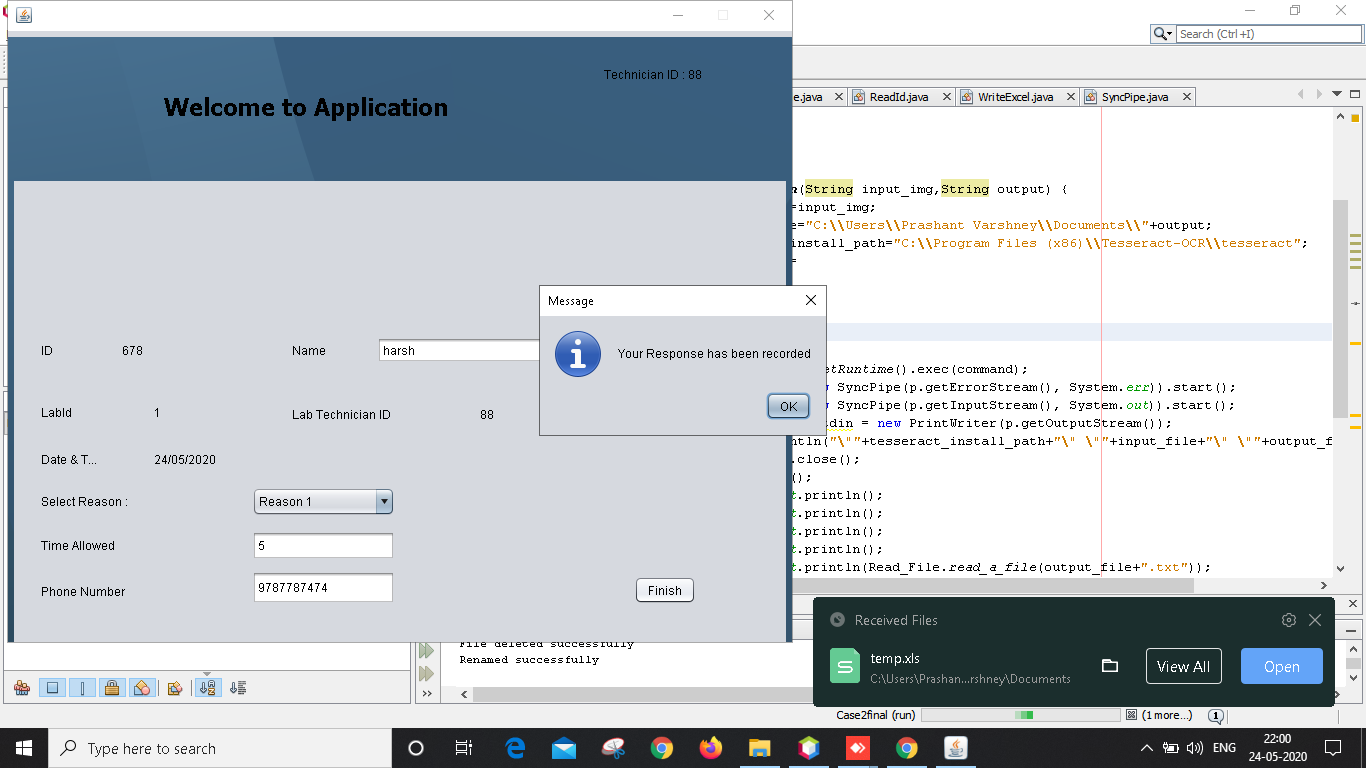 Search (Ctrl+I)
Technician ID : 88
Welcome to Application
e.java
ReadId.java
WriteExcel.java
SyncPipe.java
(String input_img,String output) {
=input_img;
="C:\\Users\\Prashant Varshney\\Documents\\"+output;
install_path="C:\\Program Files (x86)\\Tesseract-OCR\\tesseract";
=
Message
Your Response has been recorded
OK
ID 678 Name harsh
LabId 1 Lab Technician ID 88
Date & T... 24/05/2020
Select Reason : Reason 1
Time Allowed 5
Phone Number 9787787474
Finish
etRuntime().exec(command);
SyncPipe(p.getErrorStream(), System.err)).start();
SyncPipe(p.getInputStream(), System.out)).start();
din = new PrintWriter(p.getOutputStream());
ntln("\""+tesseract_install_path+"\" \""+input_file+"\" \""+output_f
.close();
();
t.println();
t.println();
t.println();
t.println();
t.println(Read_File.read_a_file(output_file+".txt"));
File deleted successfully
Renamed successfully
Received Files
temp.xls
C:\Users\Prashan...rshney\Documents
View All
Open
Case2final (run)
(1 more...)
Type here to search
ENG
22:00
24-05-2020